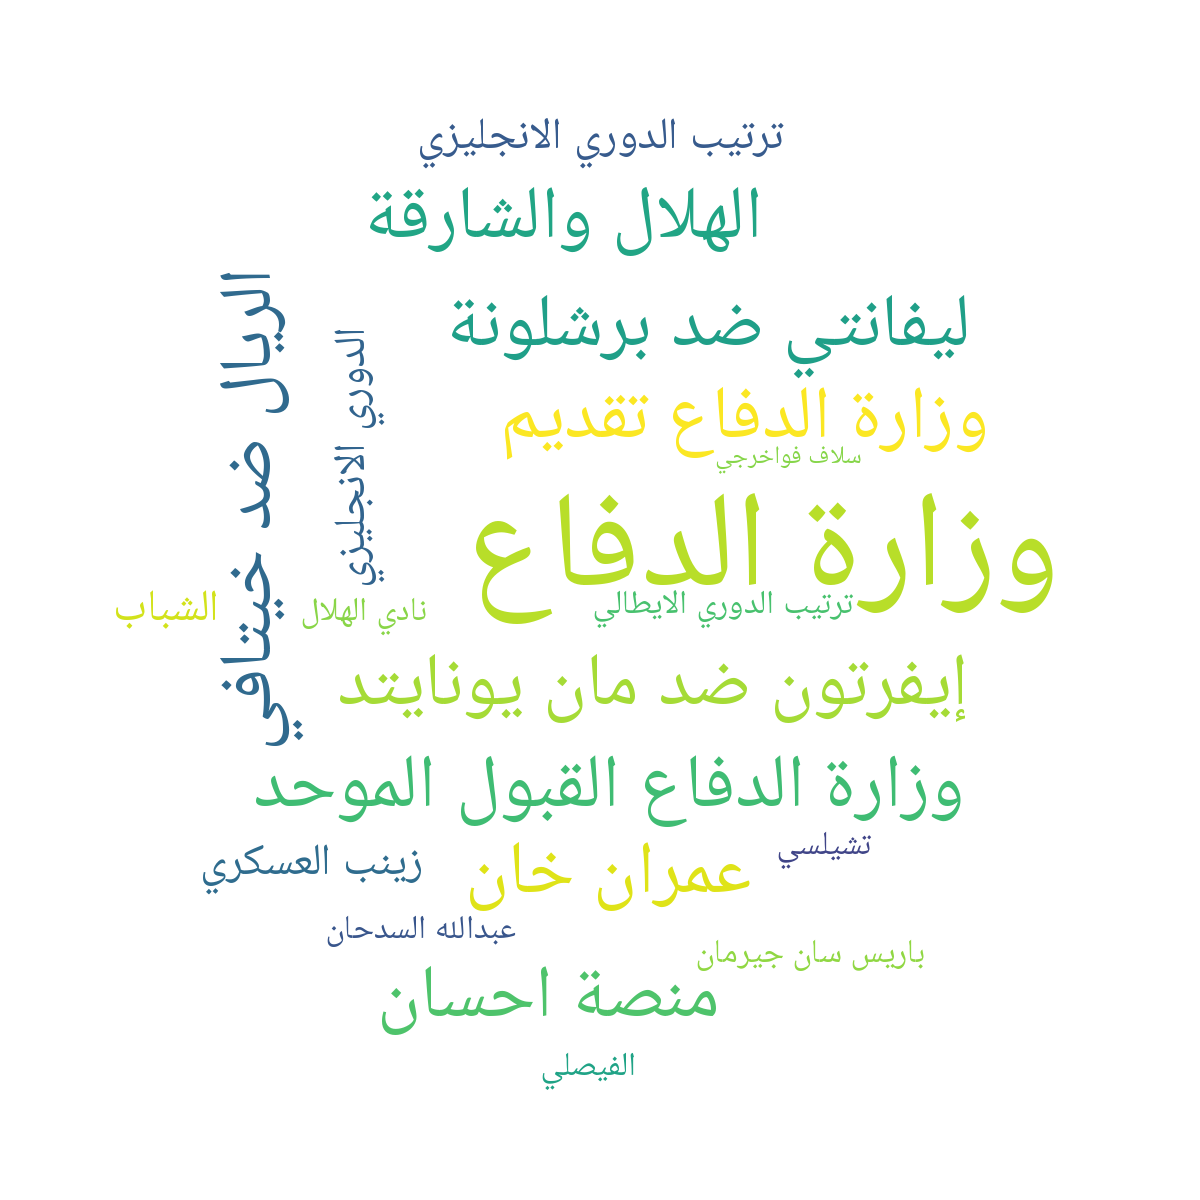 ترتيب الدوري الانجليزي
الهلال والشارقة
الريال ضد خيتافي
ليفانتي ضد برشلونة
الدوري الانجليزي
وزارة الدفاع تقديم
سلاف فواخرجي
وزارة الدفاع
ترتيب الدوري الايطالي
نادي الهلال
الشباب
إيفرتون ضد مان يونايتد
وزارة الدفاع القبول الموحد
تشيلسي
عمران خان
زينب العسكري
عبدالله السدحان
باريس سان جيرمان
منصة احسان
الفيصلي